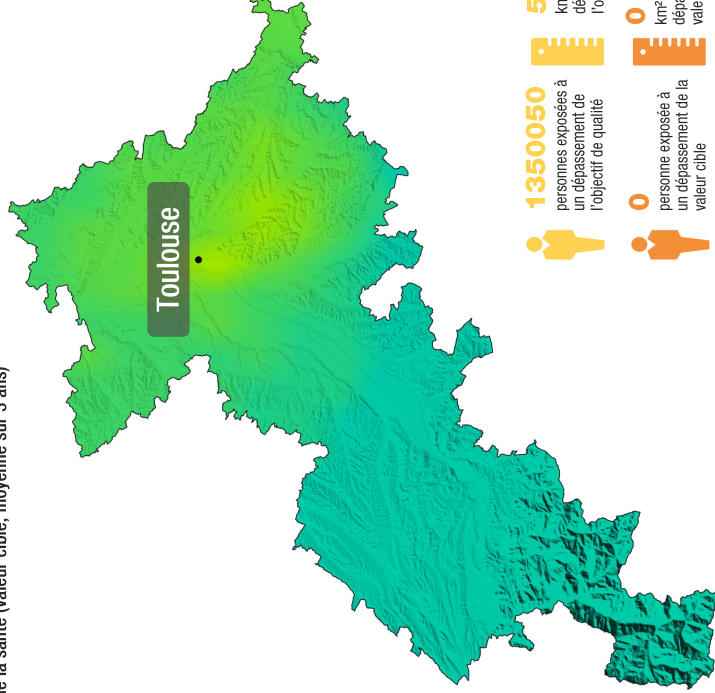 la santé (valeur cible, moyenne sur 3 ans)
Toulouse
1350050
personnes exposées à
un dépassement de
l'objectif de qualité
0
personne exposée à
un dépassement de la
valeur cible
0
km²